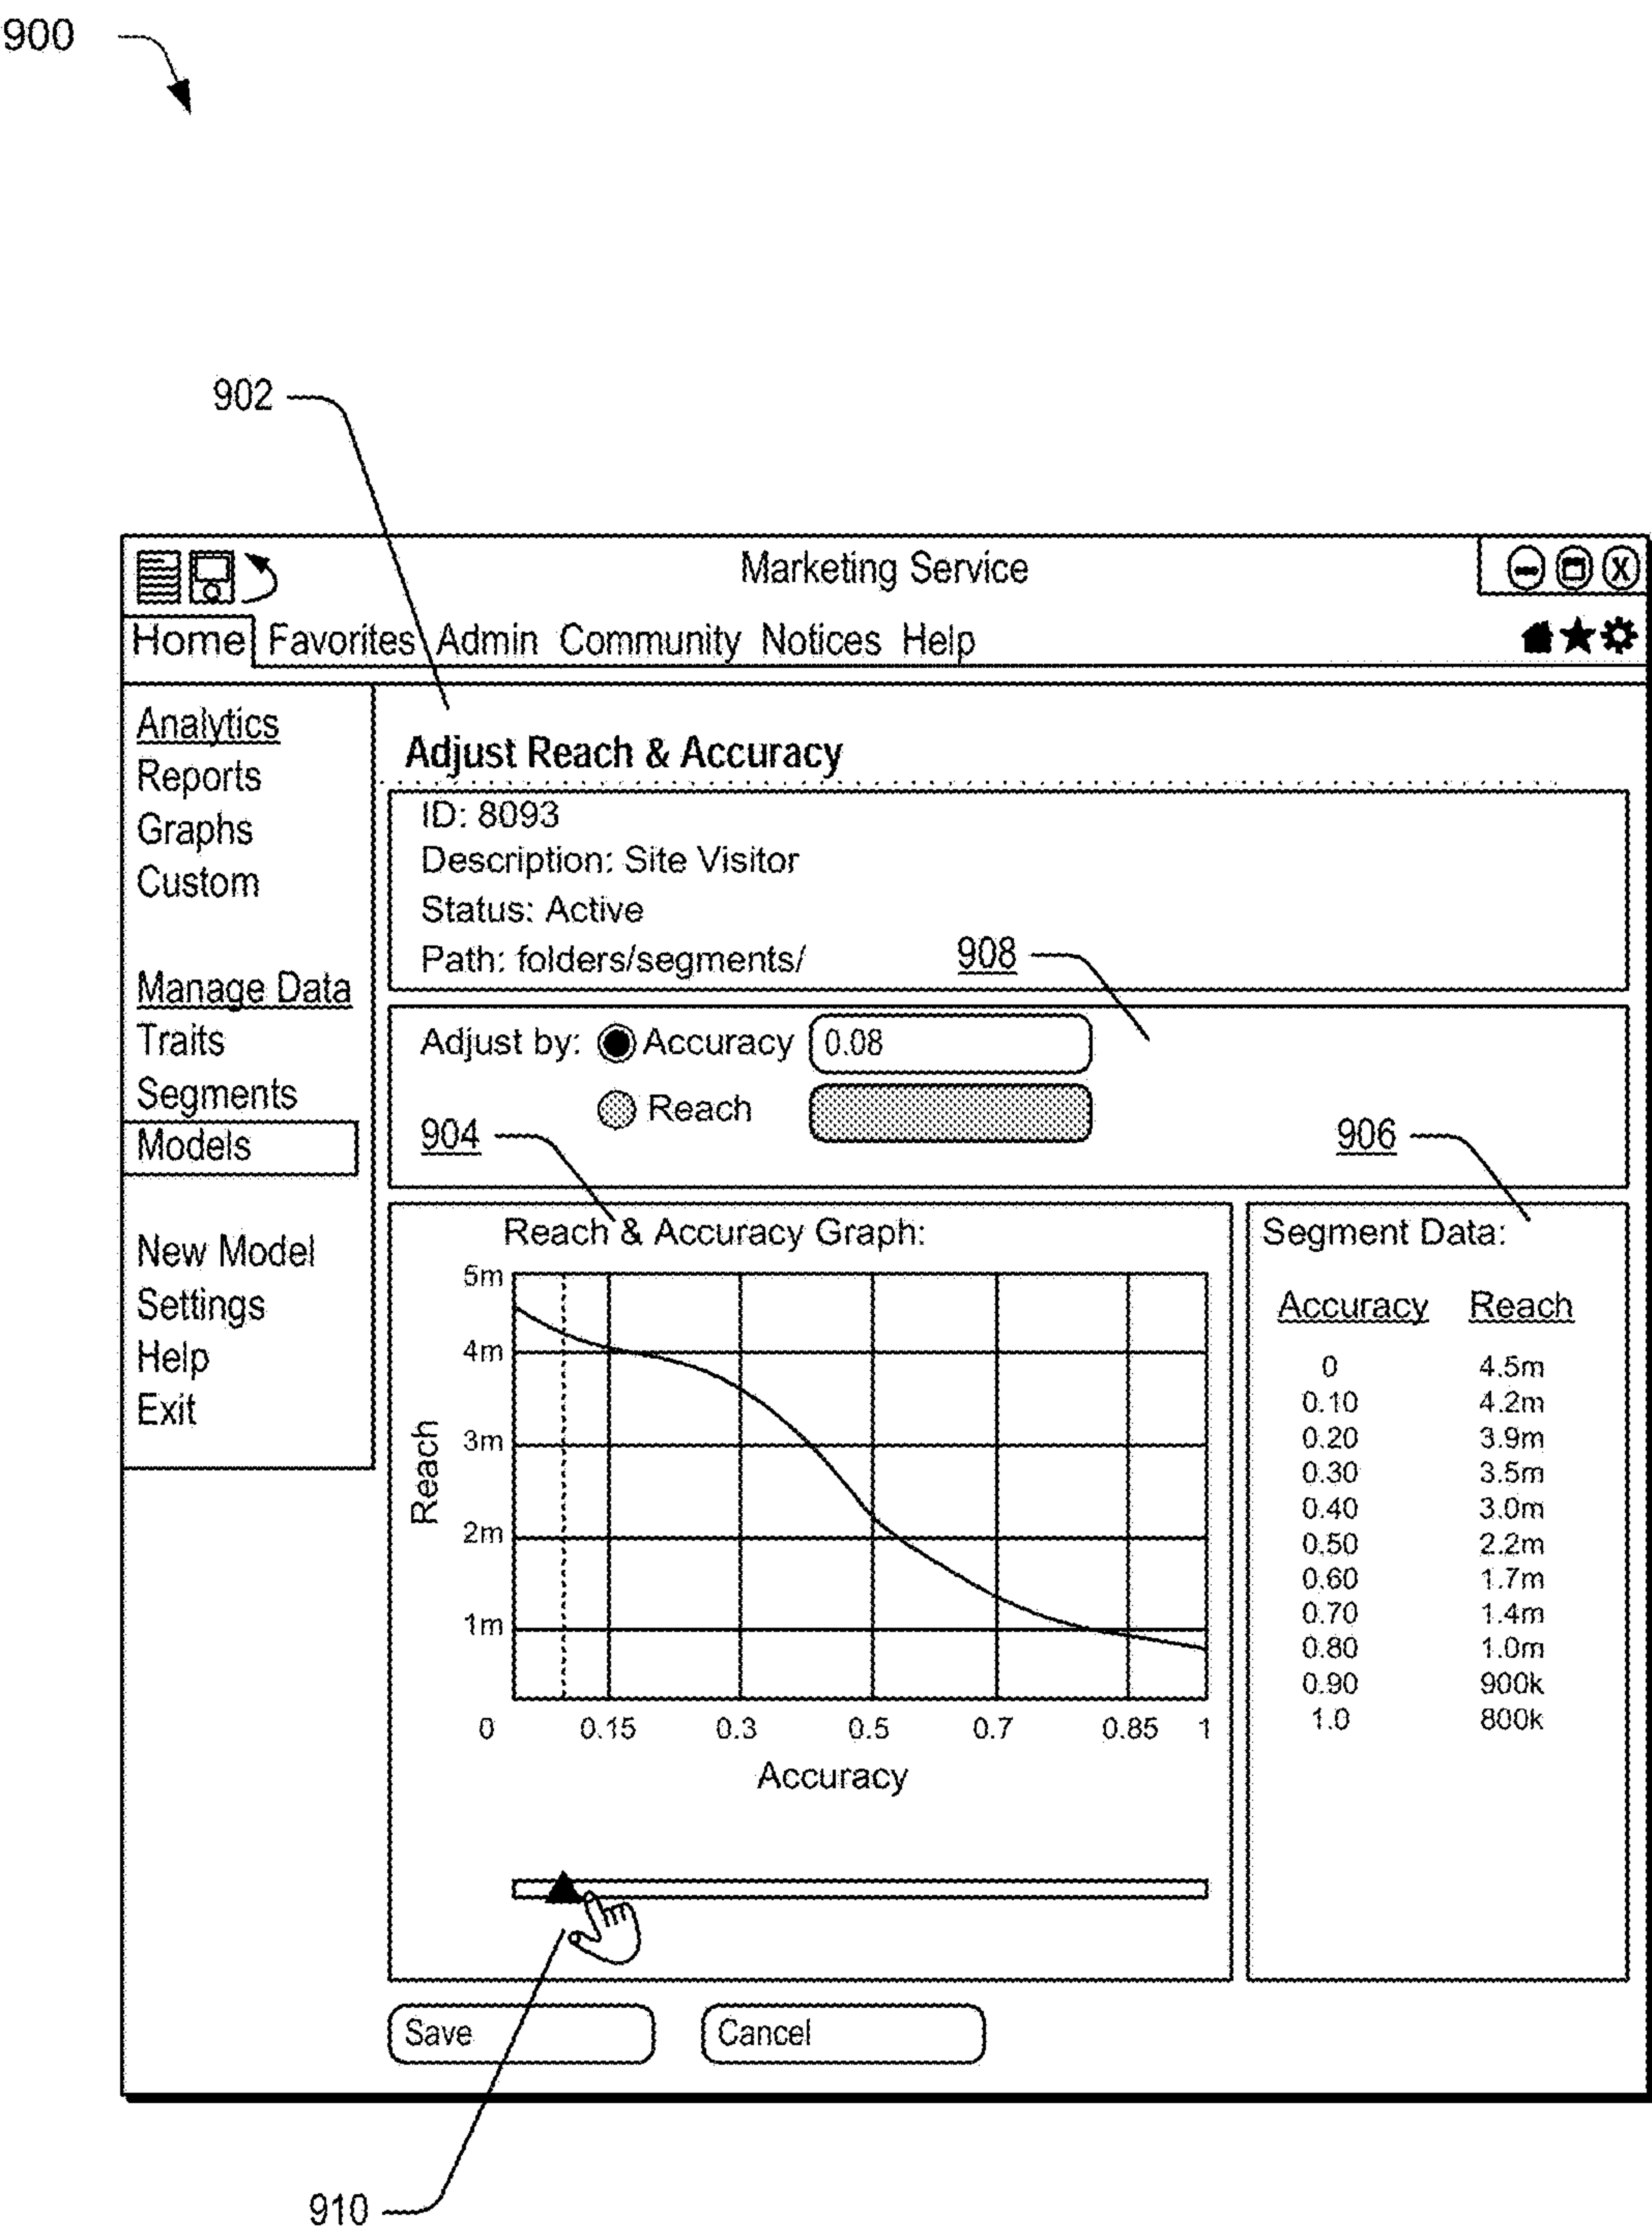 900
902
Marketing Service
Home Favorites Admin Community Notices Help
Analytics
Reports
Graphs
Custom
Manage Data
Traits
Segments
Models
New Model
Settings
Help
Exit
Adjust Reach & Accuracy
ID: 8093
Description: Site Visitor
Status: Active
Path: folders/segments/
908
Adjust by: Accuracy 0.08
Reach
904
906
Reach & Accuracy Graph:
5m
4m
3m
2m
1m
Reach
0 0.15 0.3 0.5 0.7 0.85 1
Accuracy
Segment Data:
Accuracy Reach
0 4.5m
0.10 4.2m
0.20 3.9m
0.30 3.5m
0.40 3.0m
0.50 2.2m
0.60 1.7m
0.70 1.4m
0.80 1.0m
0.90 900k
1.0 800k
Save Cancel
910